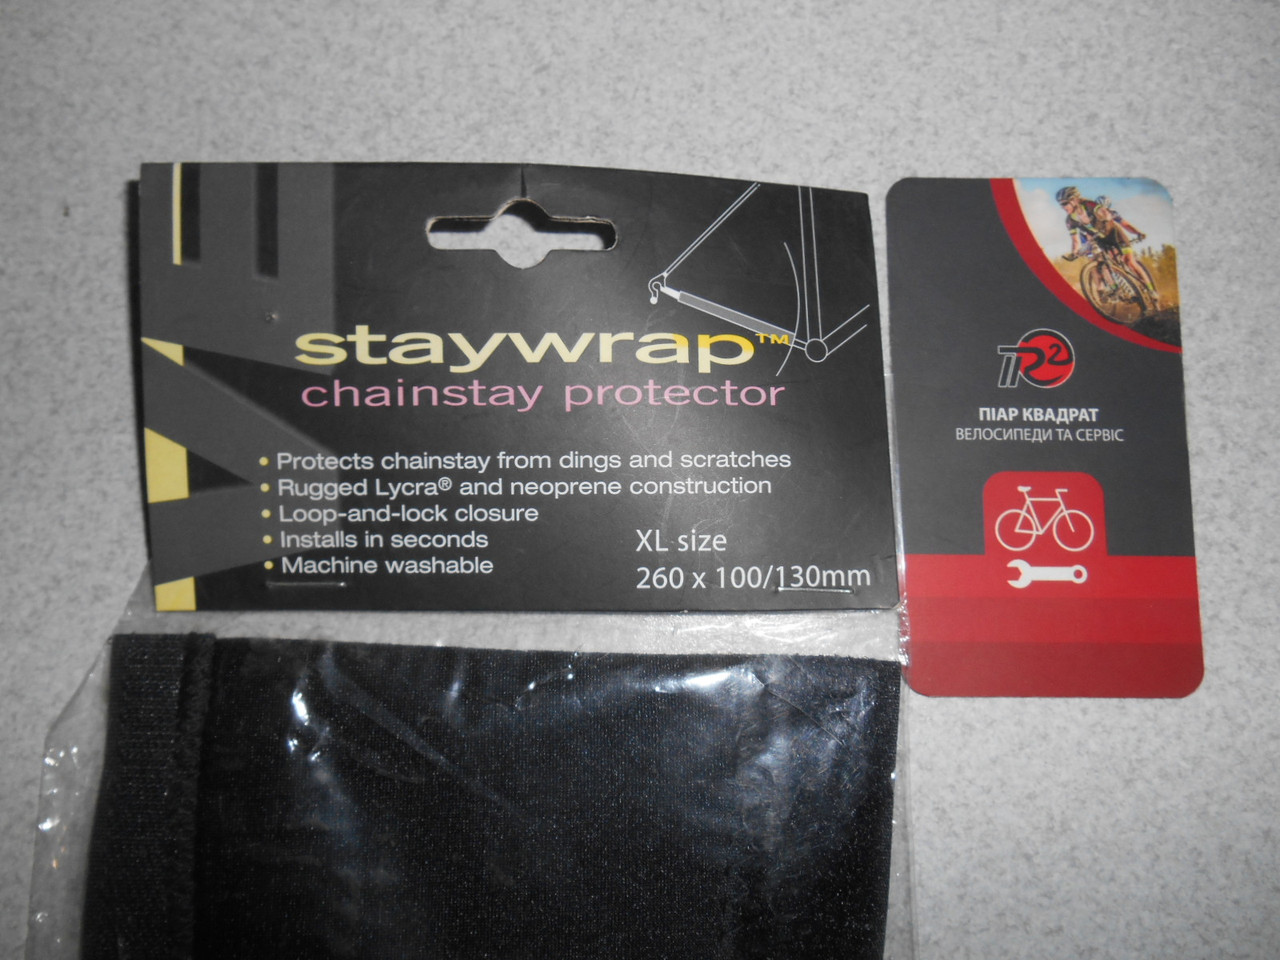 staywrap™
chainstay protector
• Protects chainstay from dings and scratches
• Rugged Lycra® and neoprene construction
• Loop-and-lock closure
• Installs in seconds
• Machine washable
XL size
260 x 100/130mm
ПR2
ПІАР КВАДРАТ
ВЕЛОСИПЕДИ ТА СЕРВІС